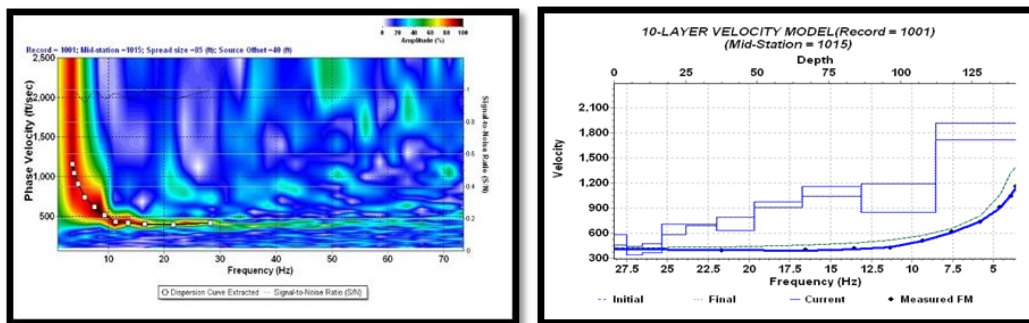 0 20 40 60 80 100
Amplitude (%)
Record = 1001; Mid-station =1015; Spread size =85 (ft); Source Offset =40 (ft)
2,500
2,000
1,500
1,000
500
Phase Velocity (ft/sec)
1
0.8
0.6
0.4
0.2
0
Signal-to-Noise Ratio (S/N)
10 20 30 40 50 60 70
Frequency (Hz)
Dispersion Curve Extracted Signal-to-Noise Ratio (S/N)
10-LAYER VELOCITY MODEL(Record = 1001)
(Mid-Station = 1015)
Depth
0 25 50 75 100 125
2,100
1,800
1,500
1,200
900
600
300
Velocity
27.5 25 22.5 20 17.5 15 12.5 10 7.5 5
Frequency (Hz)
Initial Final Current Measured FM